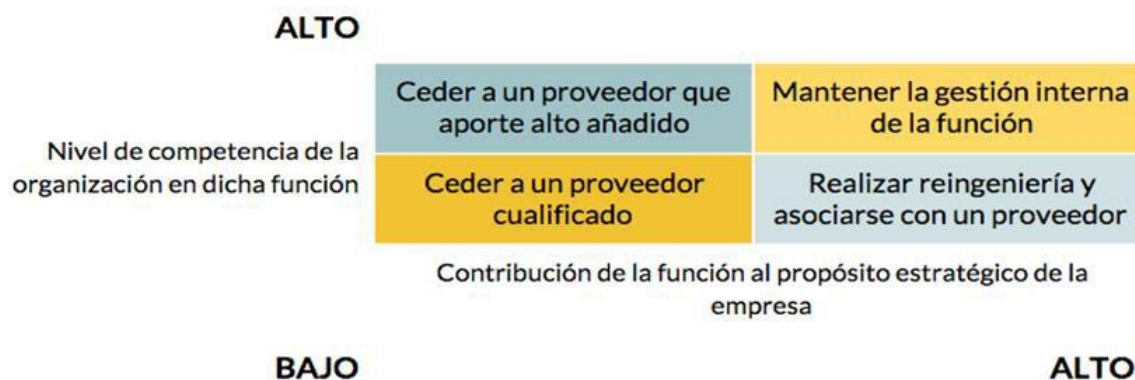 ALTO
Ceder a un proveedor que
aporte alto añadido
Mantener la gestión interna
de la función
Nivel de competencia de la
organización en dicha función
Ceder a un proveedor
cualificado
Realizar reingeniería y
asociarse con un proveedor
Contribución de la función al propósito estratégico de la
empresa
BAJO
ALTO